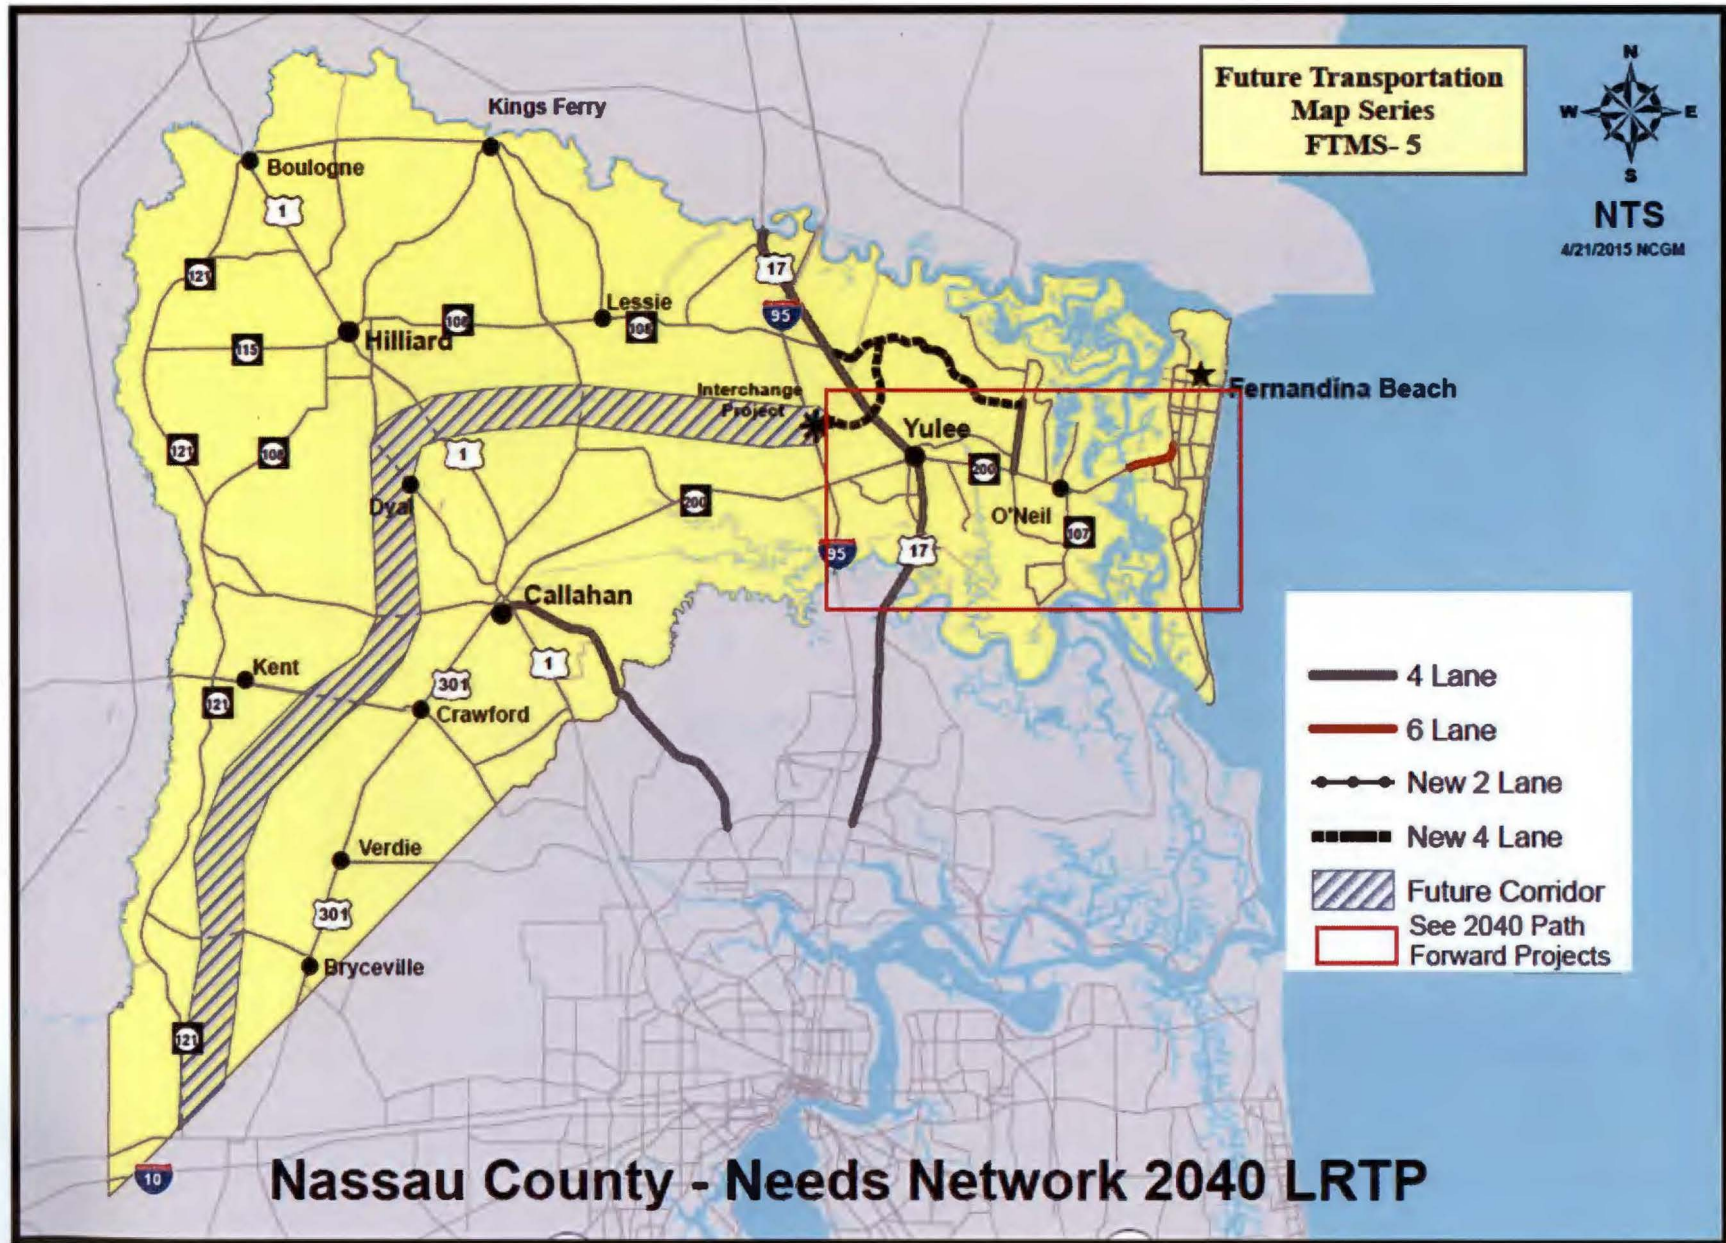 Future Transportation
Map Series
FTMS- 5
N
W
E
S
NTS
4/21/2015 NCGM
Kings Ferry
Boulogne
1
121
17
95
Lessie
108
108
Hilliard
115
Interchange
Project
Fernandina Beach
Yulee
121
108
1
200
Dyal
200
O'Neil
107
95
17
Callahan
1
Kent
301
121
Crawford
Verdie
301
Bryceville
121
10
4 Lane
6 Lane
New 2 Lane
New 4 Lane
Future Corridor
See 2040 Path
Forward Projects
Nassau County - Needs Network 2040 LRTP